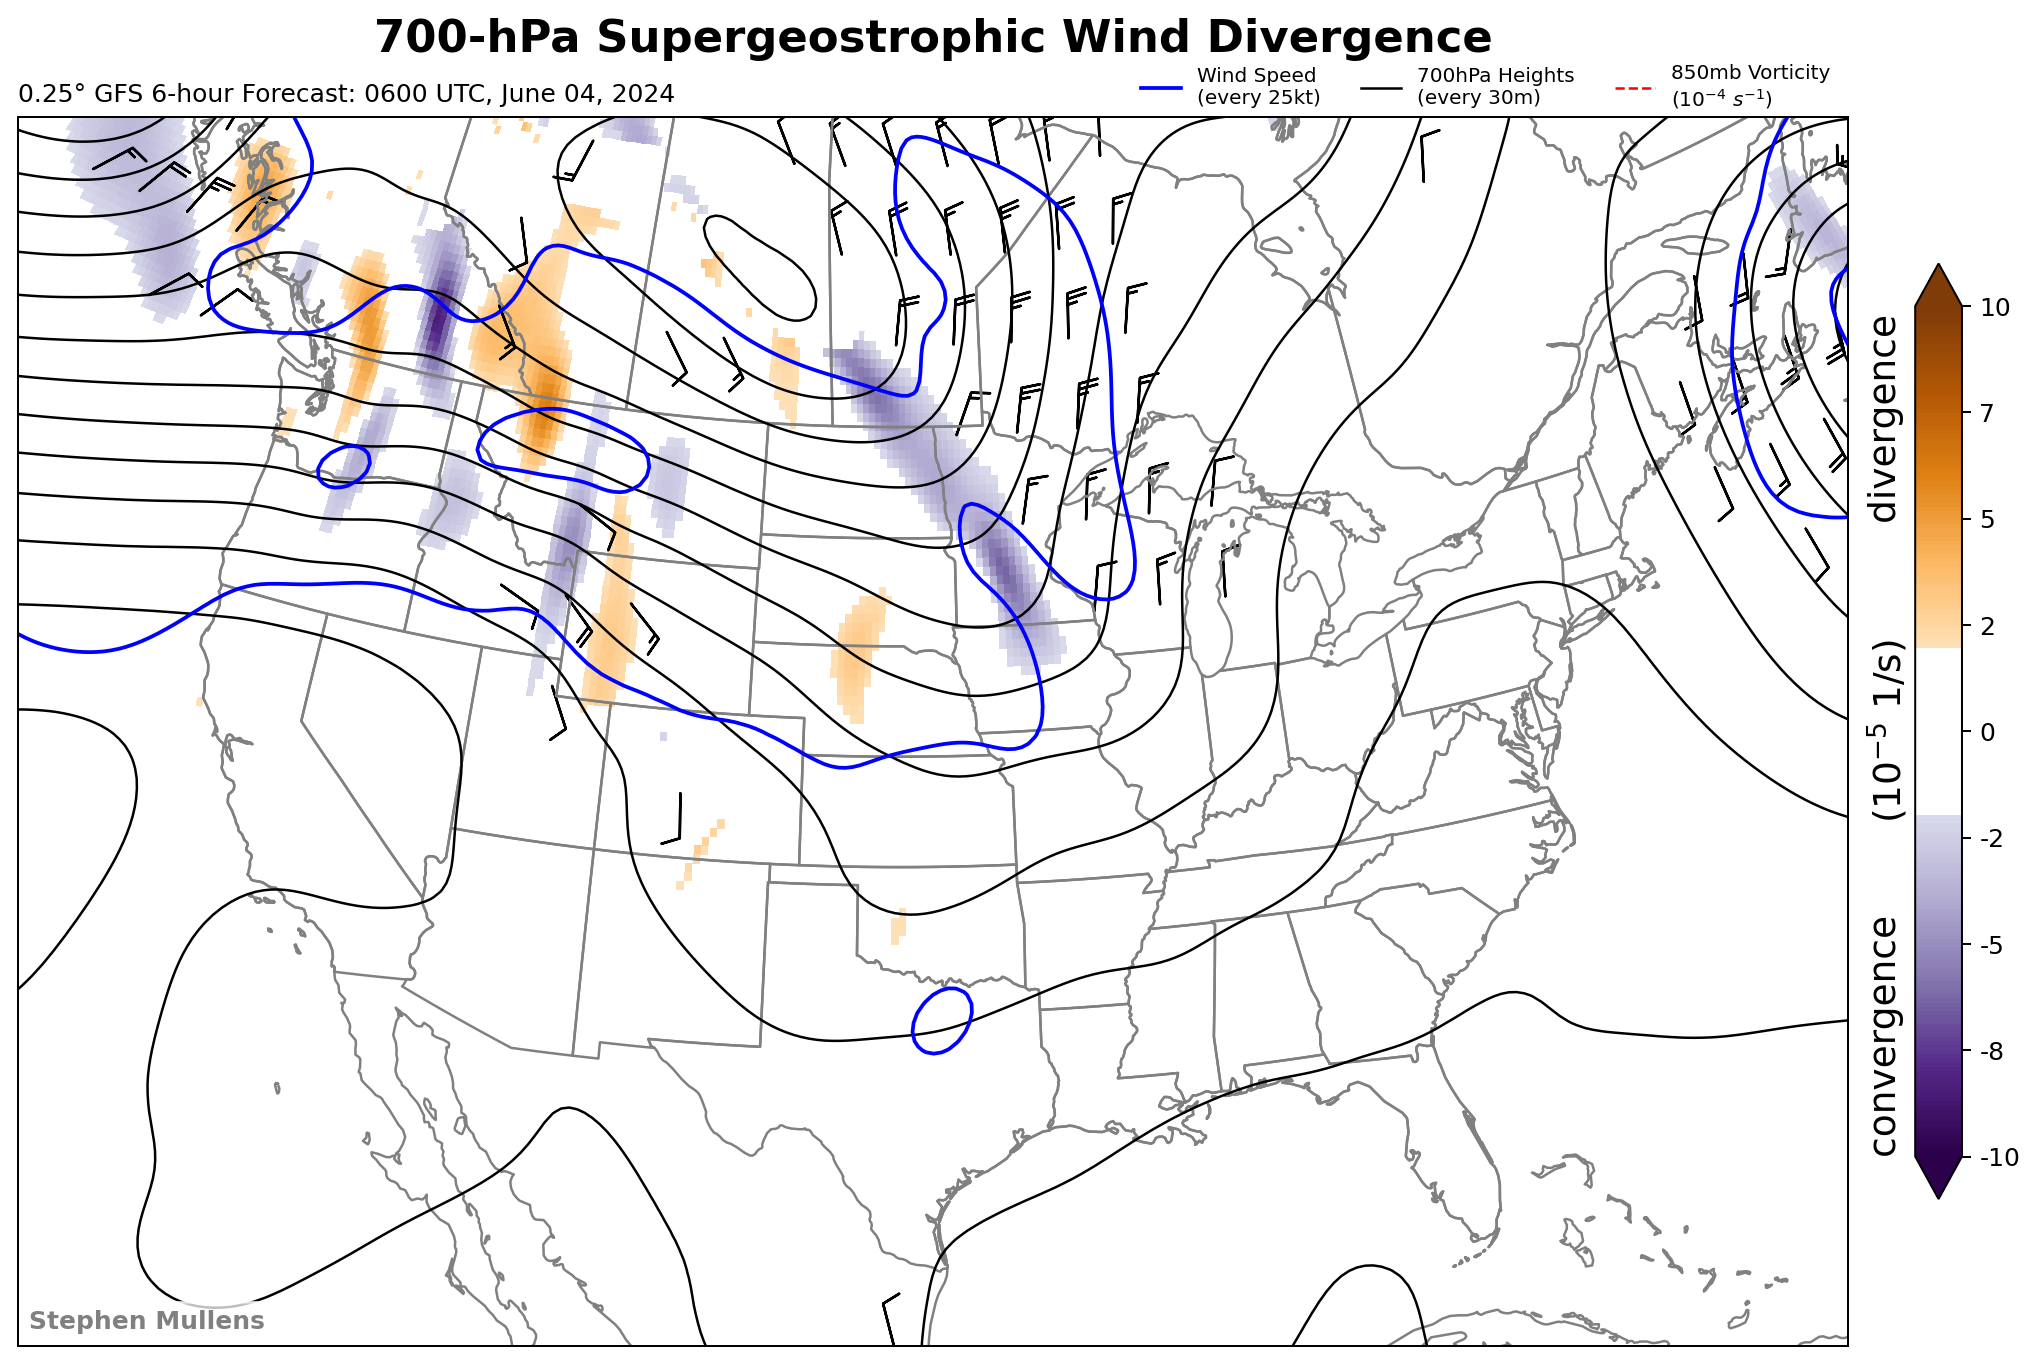 700-hPa Supergeostrophic Wind Divergence
0.25° GFS 6-hour Forecast: 0600 UTC, June 04, 2024
Wind Speed
(every 25kt)
700hPa Heights
(every 30m)
850mb Vorticity
(10⁻⁴ s⁻¹)
10
7
5
2
0
-2
-5
-8
-10
convergence (10⁻⁵ 1/s) divergence
Stephen Mullens